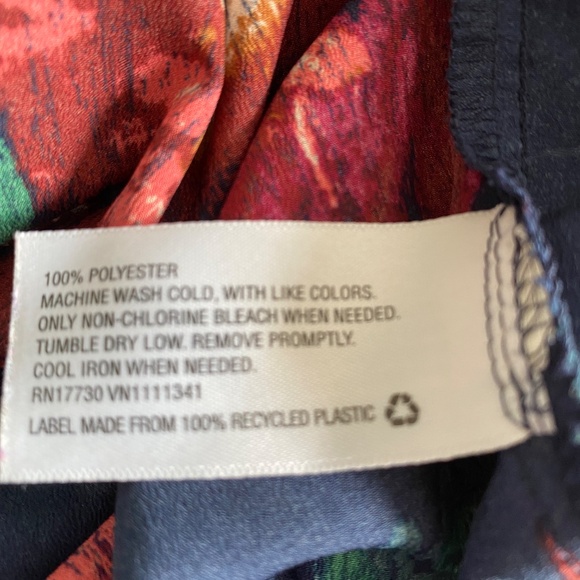 100% POLYESTER
MACHINE WASH COLD, WITH LIKE COLORS.
ONLY NON-CHLORINE BLEACH WHEN NEEDED.
TUMBLE DRY LOW. REMOVE PROMPTLY.
COOL IRON WHEN NEEDED.
RN17730 VN1111341
LABEL MADE FROM 100% RECYCLED PLASTIC